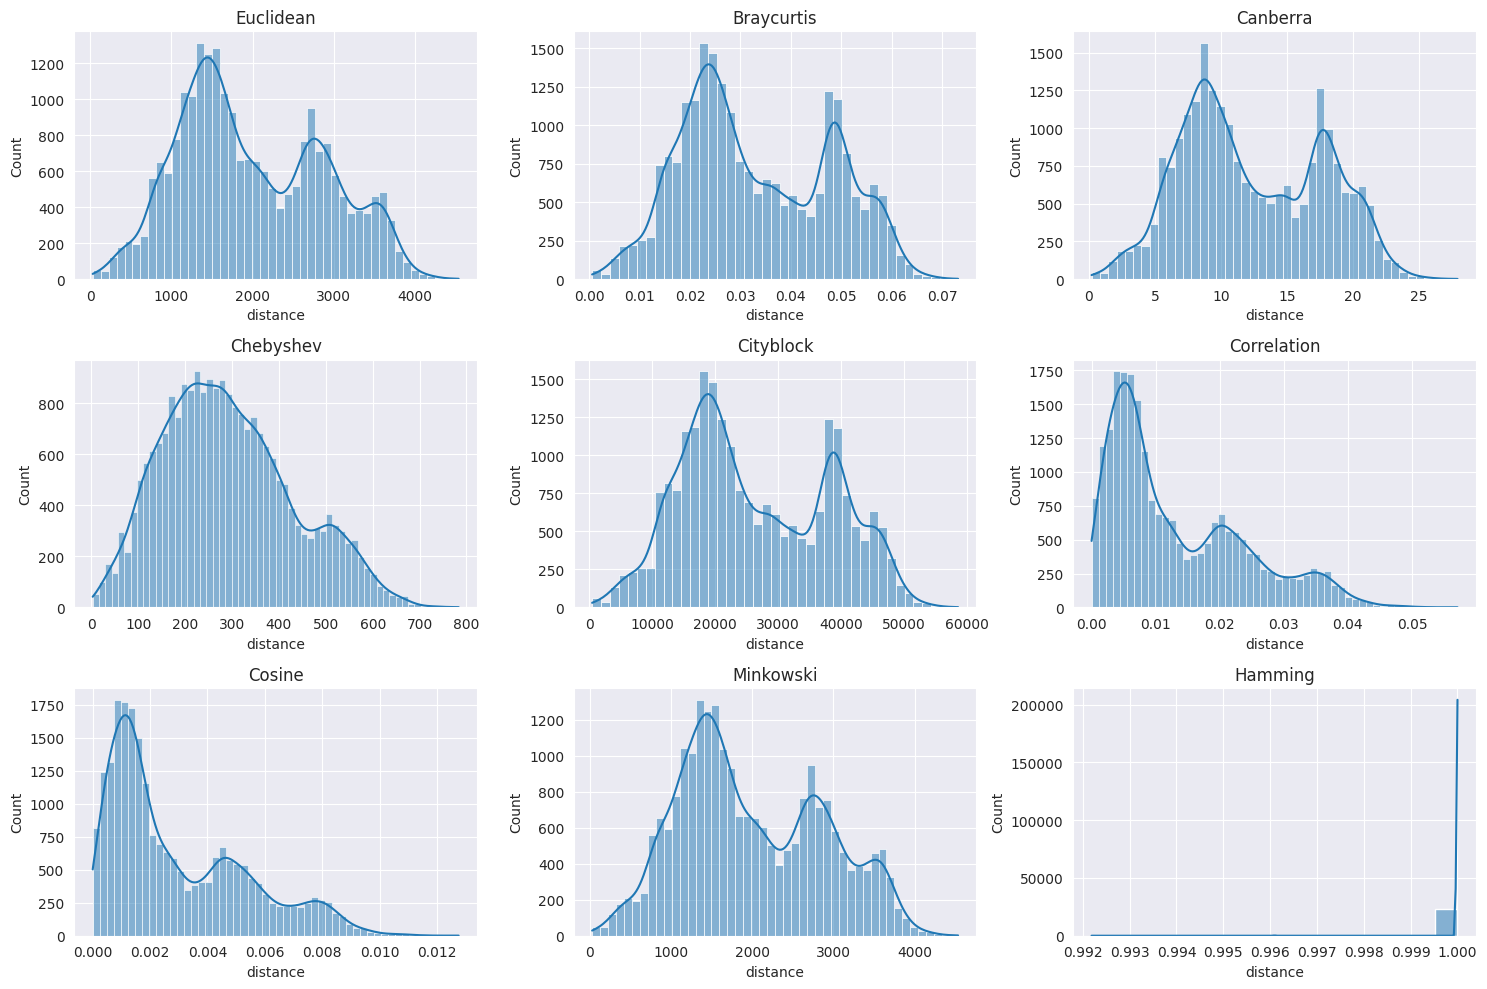 Euclidean
Count
1200
1000
800
600
400
200
0
0 1000 2000 3000 4000
distance
Braycurtis
Count
1500
1250
1000
750
500
250
0
0.00 0.01 0.02 0.03 0.04 0.05 0.06 0.07
distance
Canberra
Count
1500
1250
1000
750
500
250
0
0 5 10 15 20 25
distance
Chebyshev
Count
800
600
400
200
0
0 100 200 300 400 500 600 700 800
distance
Cityblock
Count
1500
1250
1000
750
500
250
0
0 10000 20000 30000 40000 50000 60000
distance
Correlation
Count
1750
1500
1250
1000
750
500
250
0
0.00 0.01 0.02 0.03 0.04 0.05
distance
Cosine
Count
1750
1500
1250
1000
750
500
250
0
0.000 0.002 0.004 0.006 0.008 0.010 0.012
distance
Minkowski
Count
1200
1000
800
600
400
200
0
0 1000 2000 3000 4000
distance
Hamming
Count
200000
150000
100000
50000
0
0.992 0.993 0.994 0.995 0.996 0.997 0.998 0.999 1.000
distance